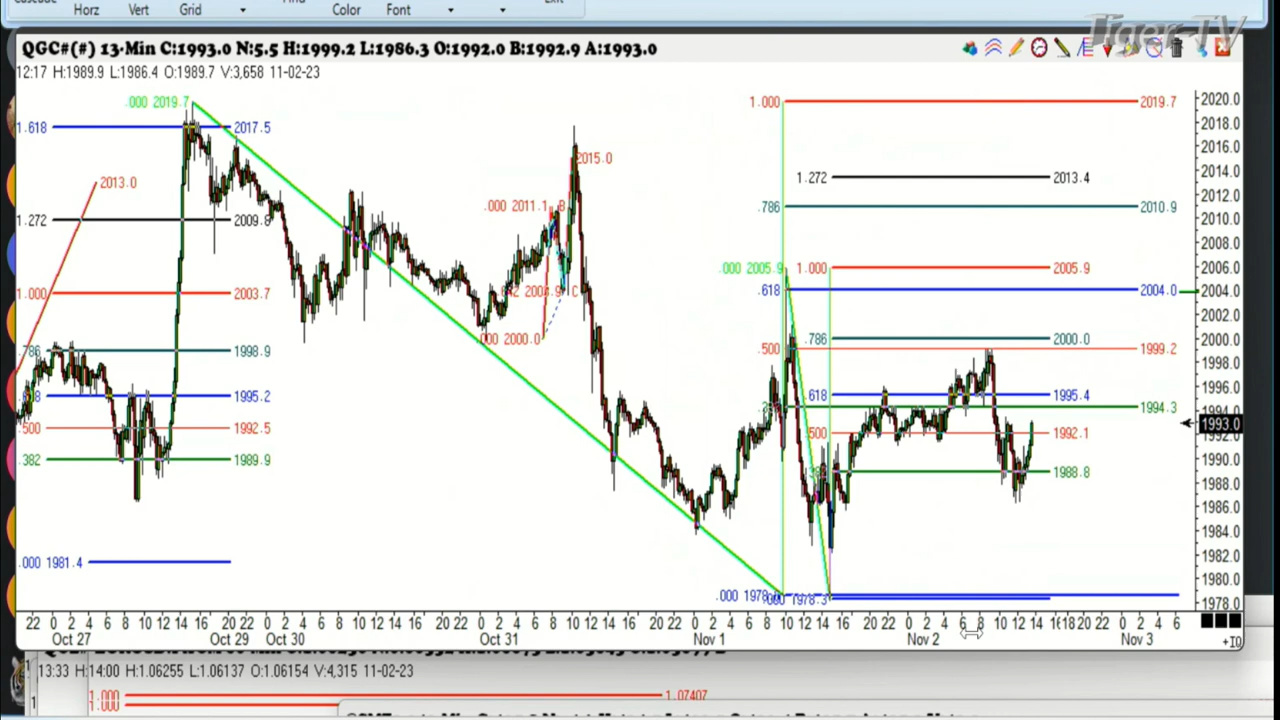 Horz Vert Grid Color Font
Tiger-TV
QGC#(#) 13-Min C:1993.0 N:5.5 H:1999.2 L:1986.3 O:1992.0 B:1992.9 A:1993.0
12:17 H:1989.9 L:1986.4 O:1989.7 V:3,658 11-02-23
.000 2019.7 1.000 2019.7 2020.0
1.618 2017.5 2018.0
2016.0
2015.0
2013.0 1.272 2013.4 2014.0
.000 2011.1 B .786 2010.9 2012.0
1.272 2009.8 2010.0
2008.0
.000 2005.9 1.000 2005.9 2006.0
1.000 2003.7 C .618 2004.0 2004.0
2002.0
.000 2000.0 .786 2000.0 2000.0
.786 1998.9 .500 1999.2 1998.0
.618 1995.2 .618 1995.4 1996.0
1994.3 1994.0
.500 1992.5 .500 1992.1 1993.0
1992.0
.382 1989.9 1988.8 1990.0
1988.0
1986.0
1984.0
.000 1981.4 1982.0
1980.0
.000 1978.3 1978.0
22 0 2 4 6 8 10 12 14 16 20 22 0 2 4 6 8 10 12 14 16 20 22 0 2 4 6 8 10 12 14 16 20 22 0 2 4 6 8 10 12 14 16 20 22 0 2 4 6 8 10 12 14 16 18 20 22 0 2 4 6
Oct 27 Oct 29 Oct 30 Oct 31 Nov 1 Nov 2 Nov 3
13:33 H:14:00 H:1.06255 L:1.06137 O:1.06154 V:4,315 11-02-23
1.000 1.07407
1.000